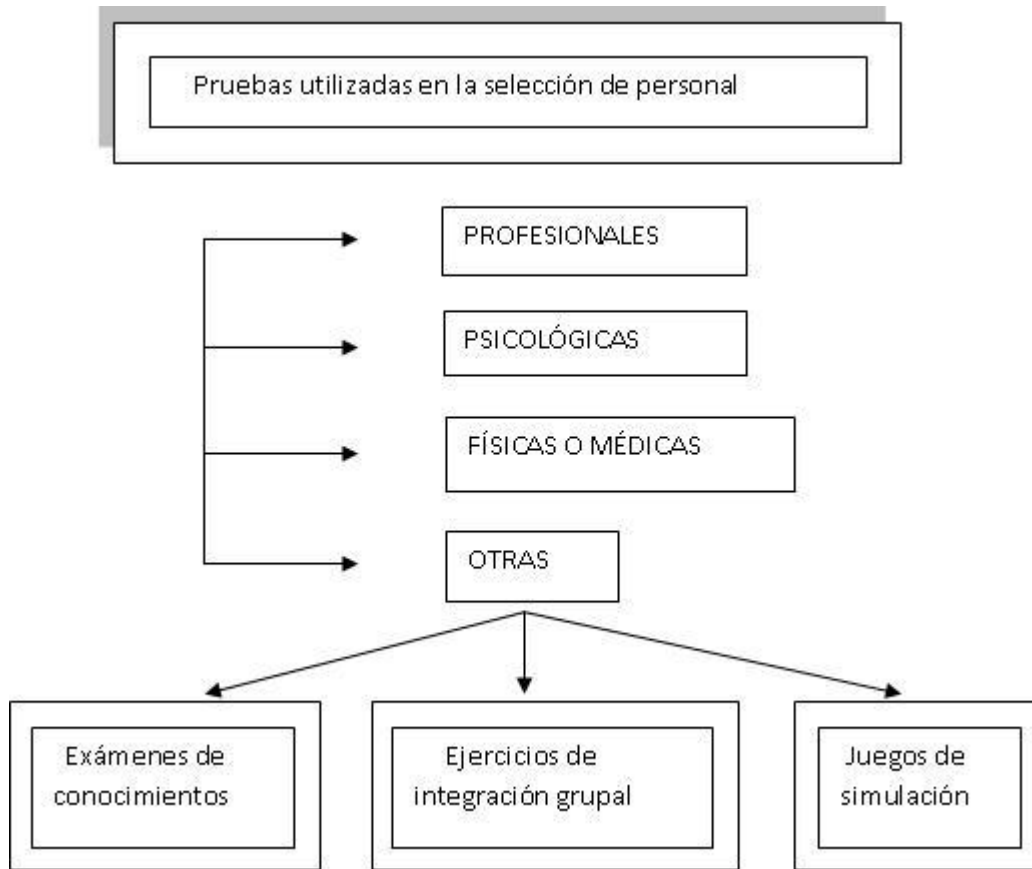 Pruebas utilizadas en la selección de personal
PROFESIONALES
PSICOLÓGICAS
FÍSICAS O MÉDICAS
OTRAS
Exámenes de
conocimientos
Ejercicios de
integración grupal
Juegos de
simulación